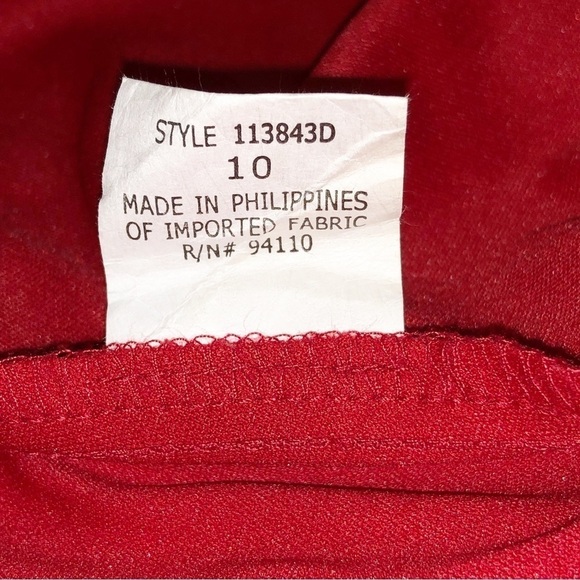 STYLE 113843D
10
MADE IN PHILIPPINES
OF IMPORTED FABRIC
R/N# 94110